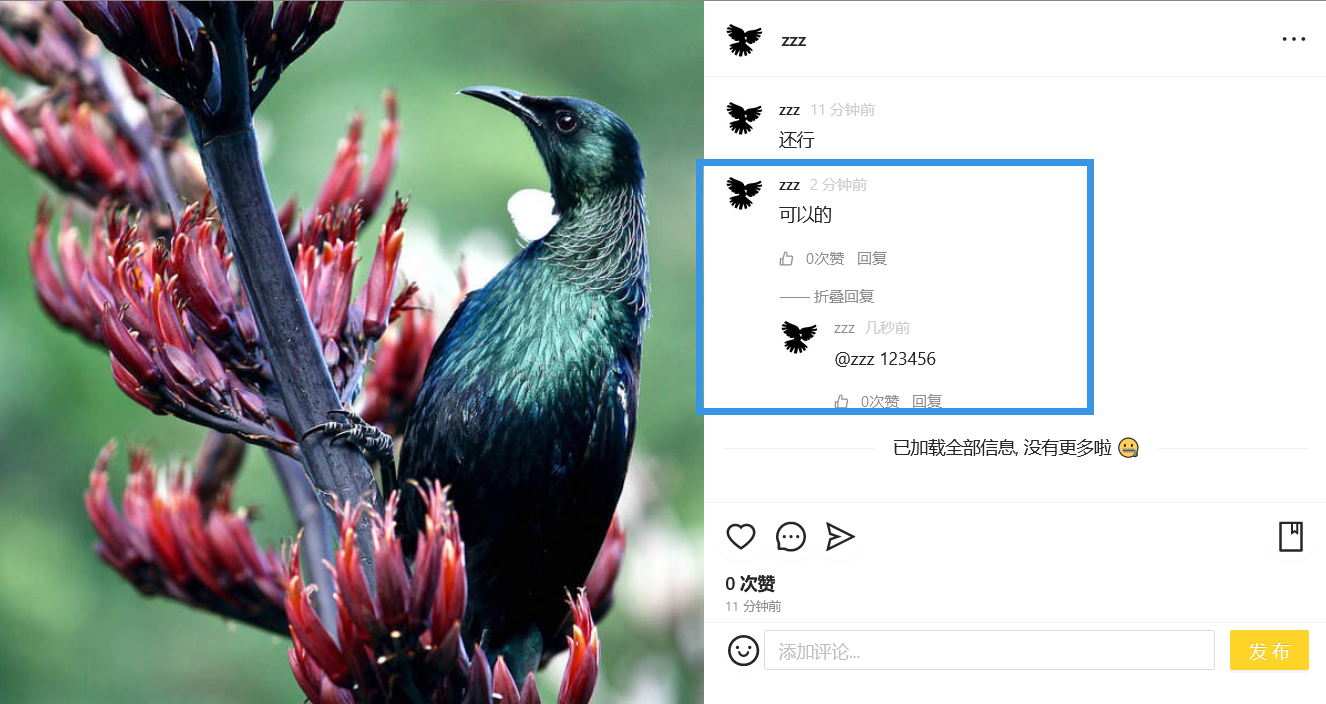 zzz
zzz 11 分钟前
还行
zzz 2 分钟前
可以的
0次赞 回复
折叠回复
zzz 几秒前
@zzz 123456
0次赞 回复
已加载全部信息, 没有更多啦
0 次赞
11 分钟前
添加评论...
发布